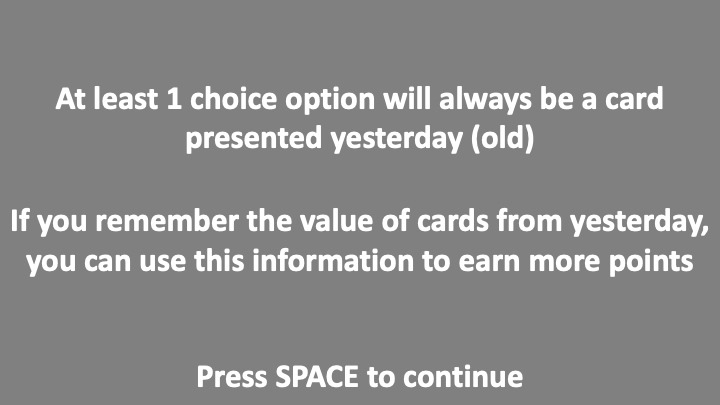 At least 1 choice option will always be a card
presented yesterday (old)
If you remember the value of cards from yesterday,
you can use this information to earn more points
Press SPACE to continue